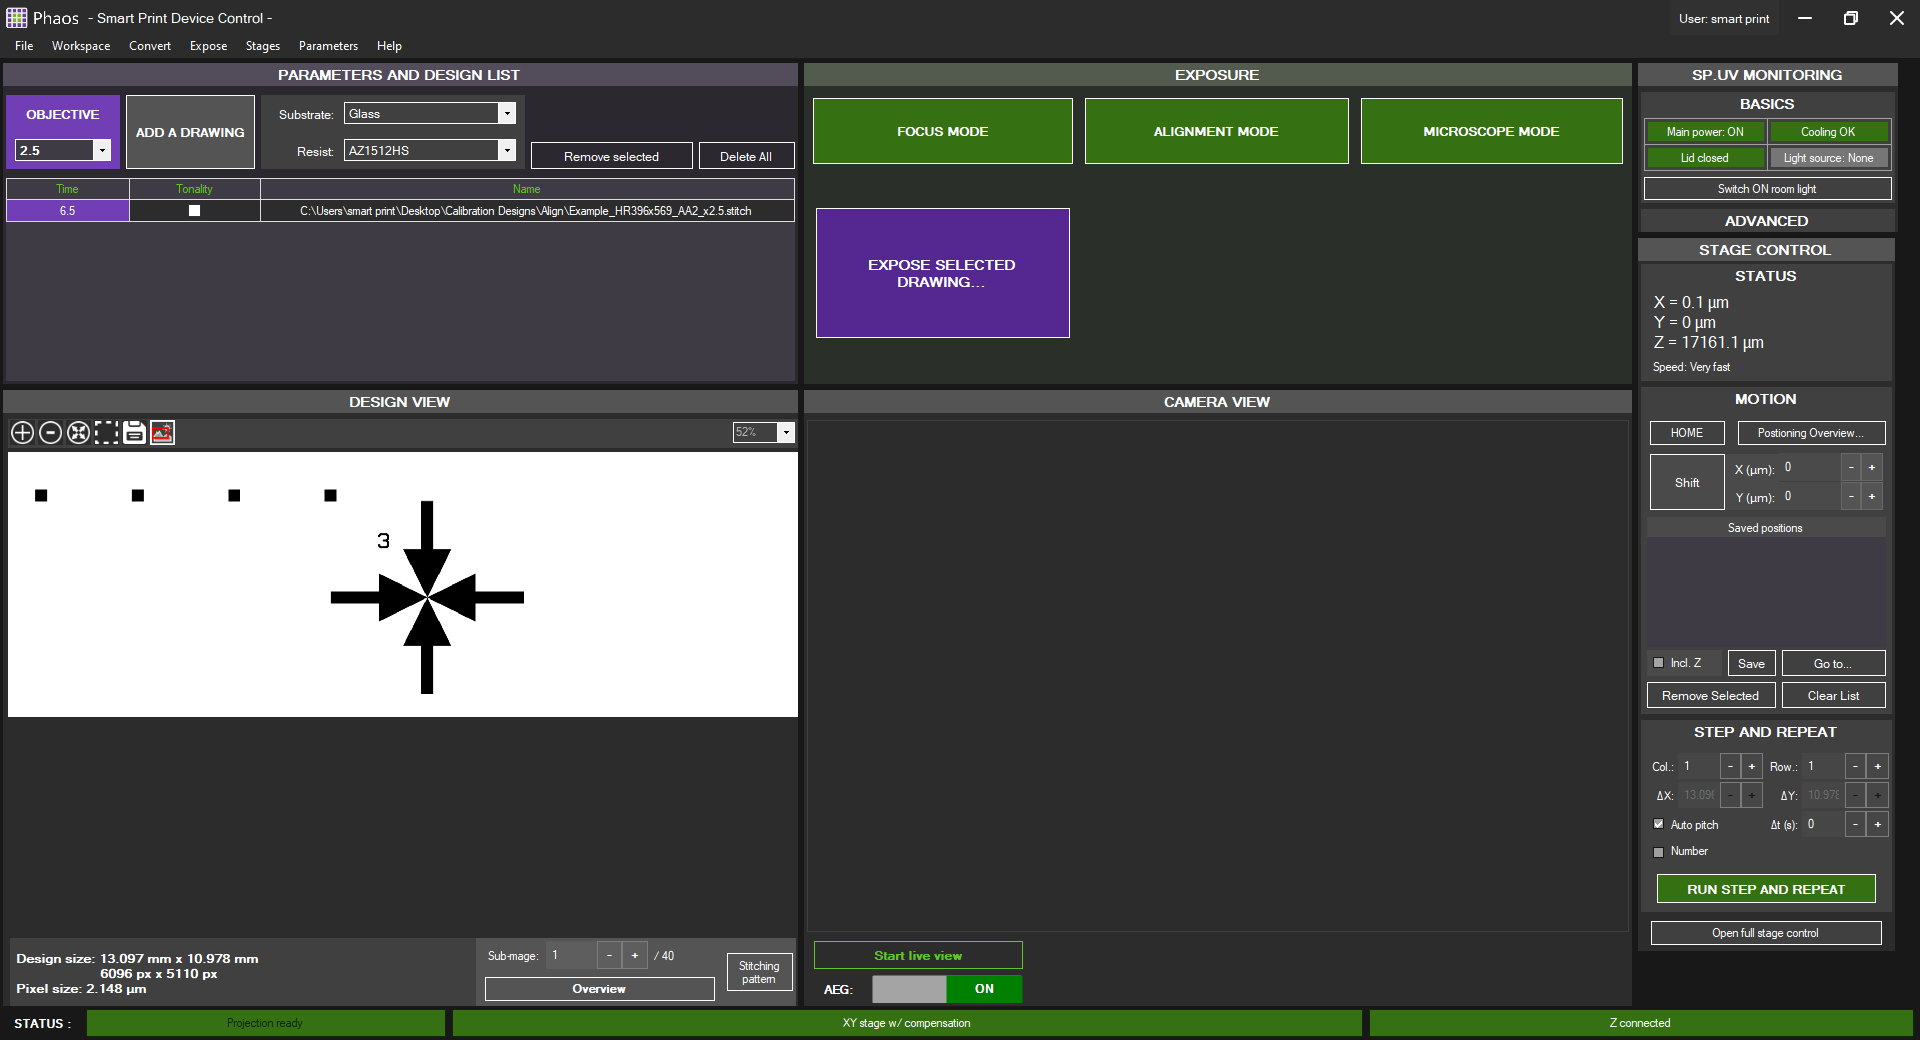 Phaos - Smart Print Device Control -
User: smart print
File Workspace Convert Expose Stages Parameters Help
PARAMETERS AND DESIGN LIST
OBJECTIVE
2.5
ADD A DRAWING
Substrate: Glass
Resist: AZ1512HS
Remove selected
Delete All
Time Tonality Name
6.5 C:\Users\smart print\Desktop\Calibration Designs\Align\Example_HR396x569_AA2_x2.5.stitch
EXPOSURE
FOCUS MODE
ALIGNMENT MODE
MICROSCOPE MODE
EXPOSE SELECTED
DRAWING...
DESIGN VIEW
52%
3
Design size: 13.097 mm x 10.978 mm
6096 px x 5110 px
Pixel size: 2.148 µm
Sub-mage: 1 - + / 40
Overview
Stitching
pattern
CAMERA VIEW
Start live view
AEG: ON
SP.UV MONITORING
BASICS
Main power: ON
Cooling OK
Lid closed
Light source: None
Switch ON room light
ADVANCED
STAGE CONTROL
STATUS
X = 0.1 µm
Y = 0 µm
Z = 17161.1 µm
Speed: Very fast
MOTION
HOME
Postioning Overview...
Shift
X (µm): 0 - +
Y (µm): 0 - +
Saved positions
Incl. Z
Save
Go to...
Remove Selected
Clear List
STEP AND REPEAT
Col.: 1 - + Row.: 1 - +
ΔX: 13.09 - + ΔY: 10.978 - +
Auto pitch Δt (s): 0 - +
Number
RUN STEP AND REPEAT
Open full stage control
STATUS : Projection ready
XY stage w/ compensation
Z connected